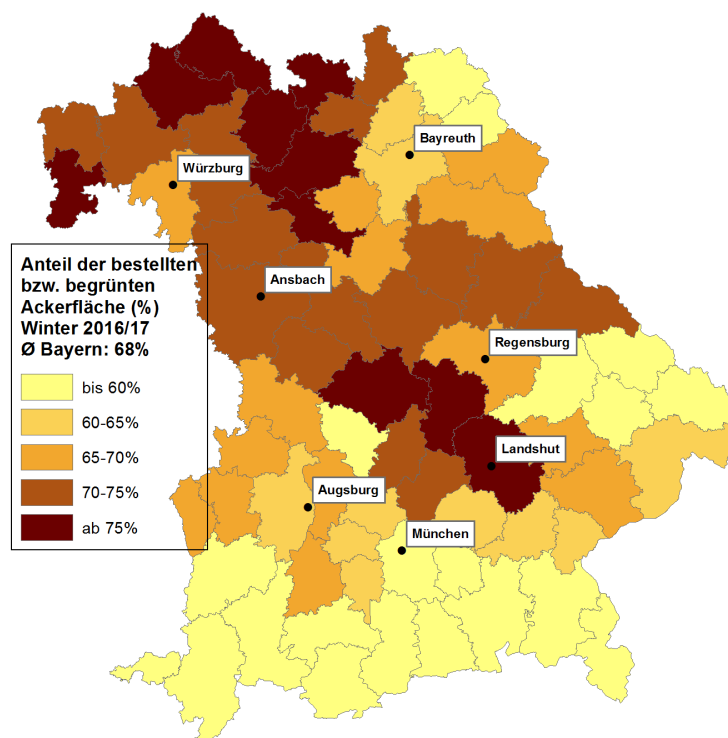 Bayreuth
Würzburg
Anteil der bestellten
bzw. begrünten
Ackerfläche (%)
Winter 2016/17
Ø Bayern: 68%
bis 60%
60-65%
65-70%
70-75%
ab 75%
Ansbach
Regensburg
Landshut
Augsburg
München